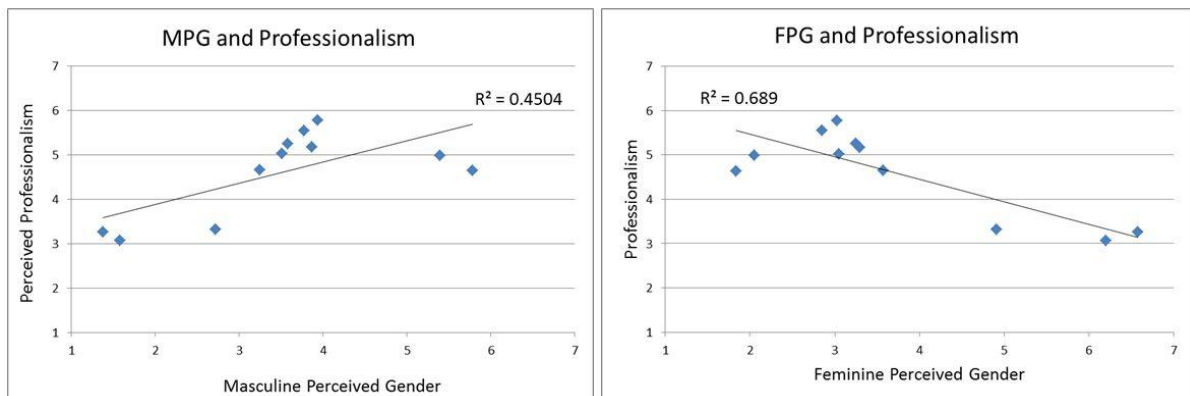 MPG and Professionalism
R² = 0.4504
Perceived Professionalism
7
6
5
4
3
2
1
1 2 3 4 5 6 7
Masculine Perceived Gender
FPG and Professionalism
R² = 0.689
Professionalism
7
6
5
4
3
2
1
1 2 3 4 5 6 7
Feminine Perceived Gender